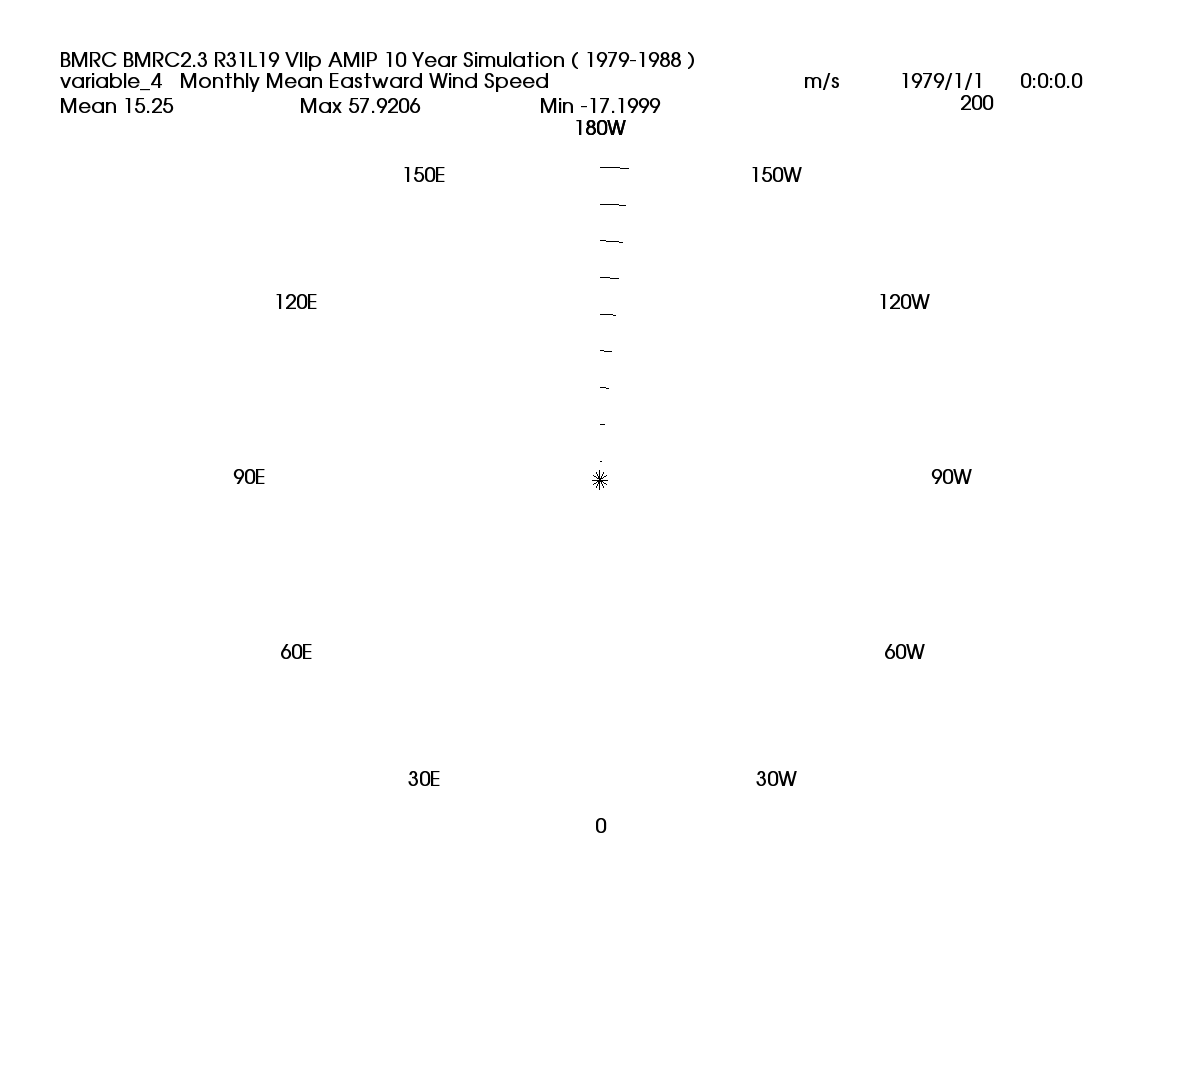 BMRC BMRC2.3 R31L19 VIIp AMIP 10 Year Simulation ( 1979-1988 )
variable_4 Monthly Mean Eastward Wind Speed m/s 1979/1/1 0:0:0.0
Mean 15.25 Max 57.9206 Min -17.1999 200
180W
150E 150W
120E 120W
90E 90W
60E 60W
30E 30W
0